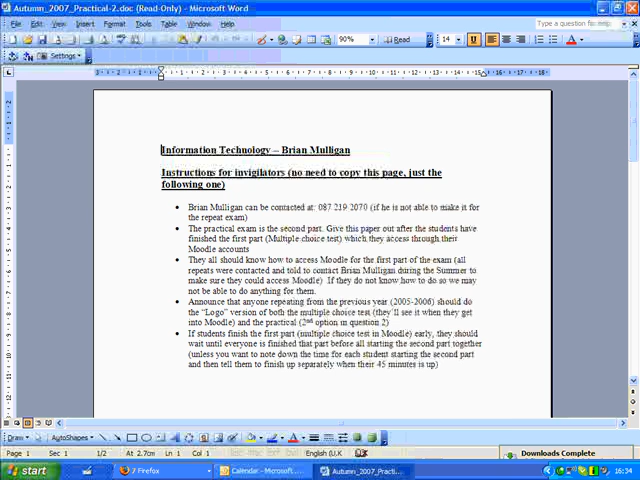 Autumn_2007_Practical-2.doc (Read-Only) - Microsoft Word
File Edit View Insert Format Tools Table Window Help
Type a question for help
90% Read 14
Settings
Information Technology – Brian Mulligan
Instructions for invigilators (no need to copy this page, just the
following one)
Brian Mulligan can be contacted at: 087 219 2070 (if he is not able to make it for
the repeat exam)
The practical exam is the second part. Give this paper out after the students have
finished the first part (Multiple choice test) which they access through their
Moodle accounts
They all should know how to access Moodle for the first part of the exam (all
repeats were contacted and told to contact Brian Mulligan during the Summer to
make sure they could access Moodle) If they do not know how to do so we may
not be able to do anything for them.
Announce that anyone repeating from the previous year (2005-2006) should do
the "Logo" version of both the multiple choice test (they'll see it when they get
into Moodle) and the practical (2nd option in question 2)
If students finish the first part (multiple choice test in Moodle) early, they should
wait until everyone is finished that part before all starting the second part together
(unless you want to note down the time for each student starting the second part
and then tell them to finish up separately when their 45 minutes is up)
Draw AutoShapes
Page 1 Sec 1 1/2 At 2.7cm Ln 1 Col 1 English (U.K
Downloads Complete
start 7 Firefox Calendar - Microsoft ... Autumn_2007_Practi... 16:34